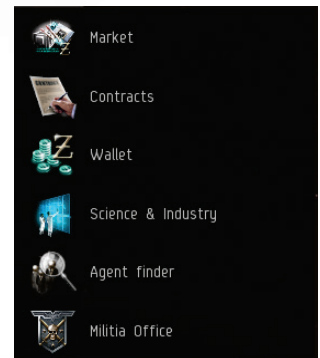 Market
Contracts
Wallet
Science & Industry
Agent finder
Militia Office